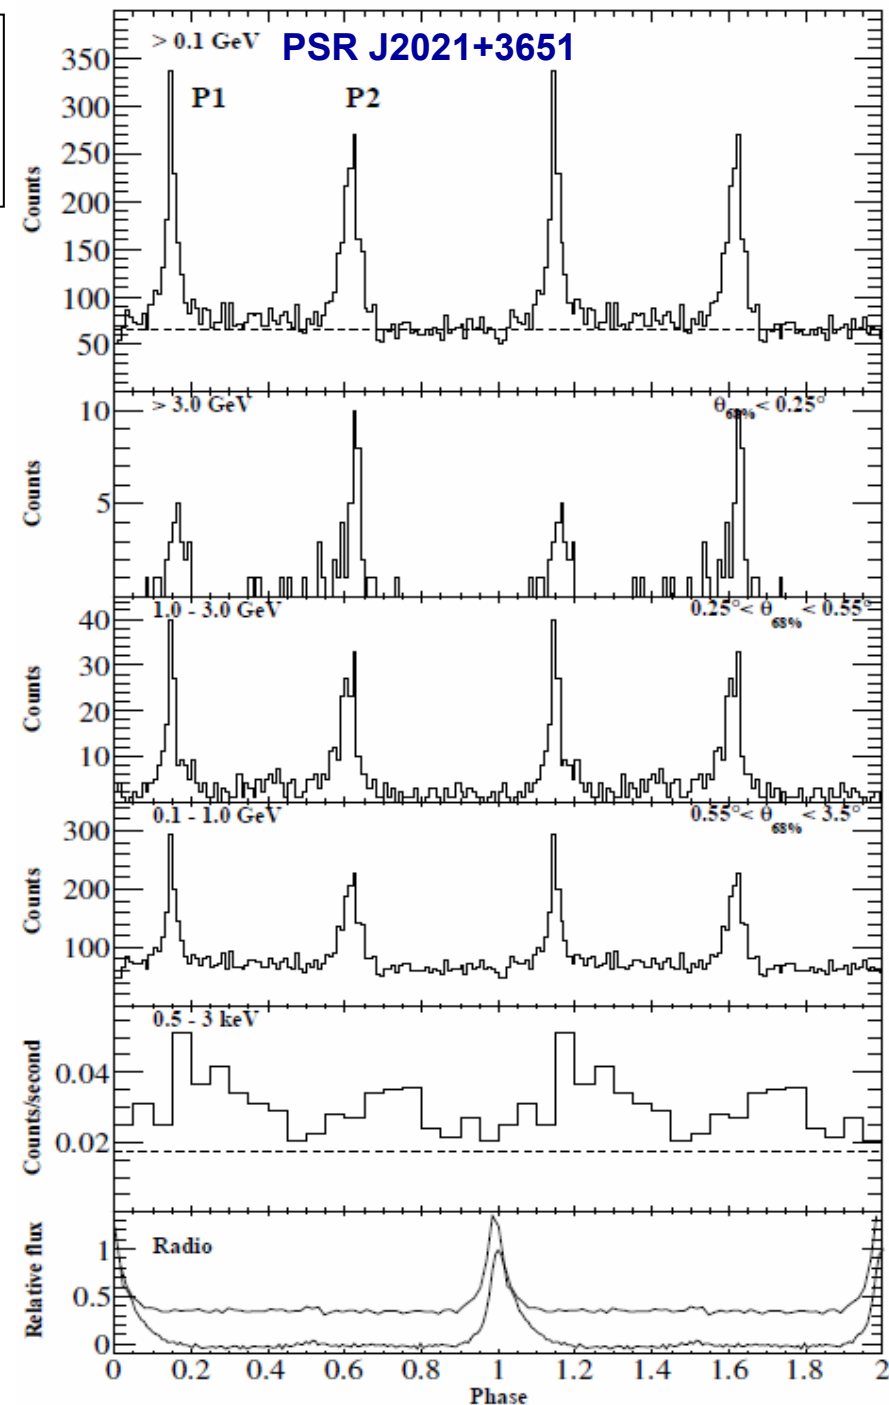 > 0.1 GeV PSR J2021+3651
P1 P2
350
300
250
200
150
100
50
Counts
> 3.0 GeV θ68% < 0.25°
10
5
Counts
1.0 - 3.0 GeV 0.25° < θ68% < 0.55°
40
30
20
10
Counts
0.1 - 1.0 GeV 0.55° < θ68% < 3.5°
300
200
100
Counts
0.5 - 3 keV
0.04
0.02
Counts/second
Radio
1
0.5
0
Relative flux
0 0.2 0.4 0.6 0.8 1 1.2 1.4 1.6 1.8 2
Phase